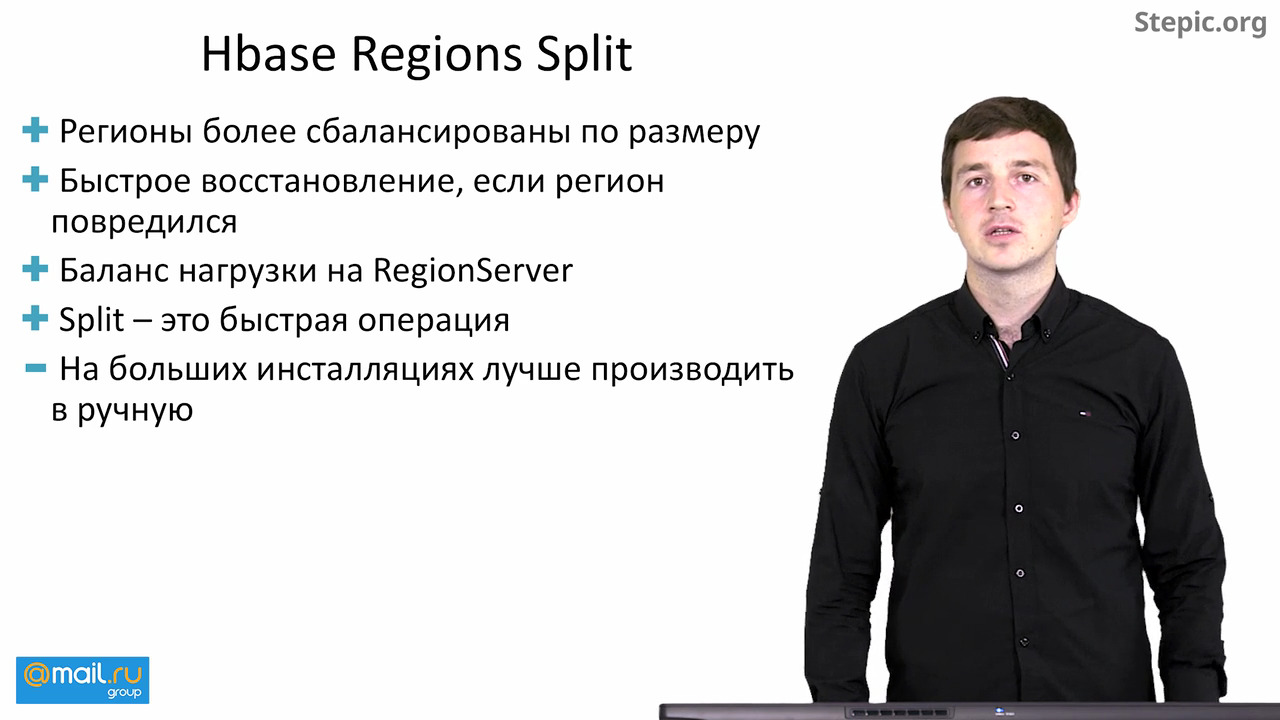 Stepic.org
Hbase Regions Split
Регионы более сбалансированы по размеру
Быстрое восстановление, если регион
повредился
Баланс нагрузки на RegionServer
Split – это быстрая операция
На больших инсталляциях лучше производить
в ручную
@mail.ru
group